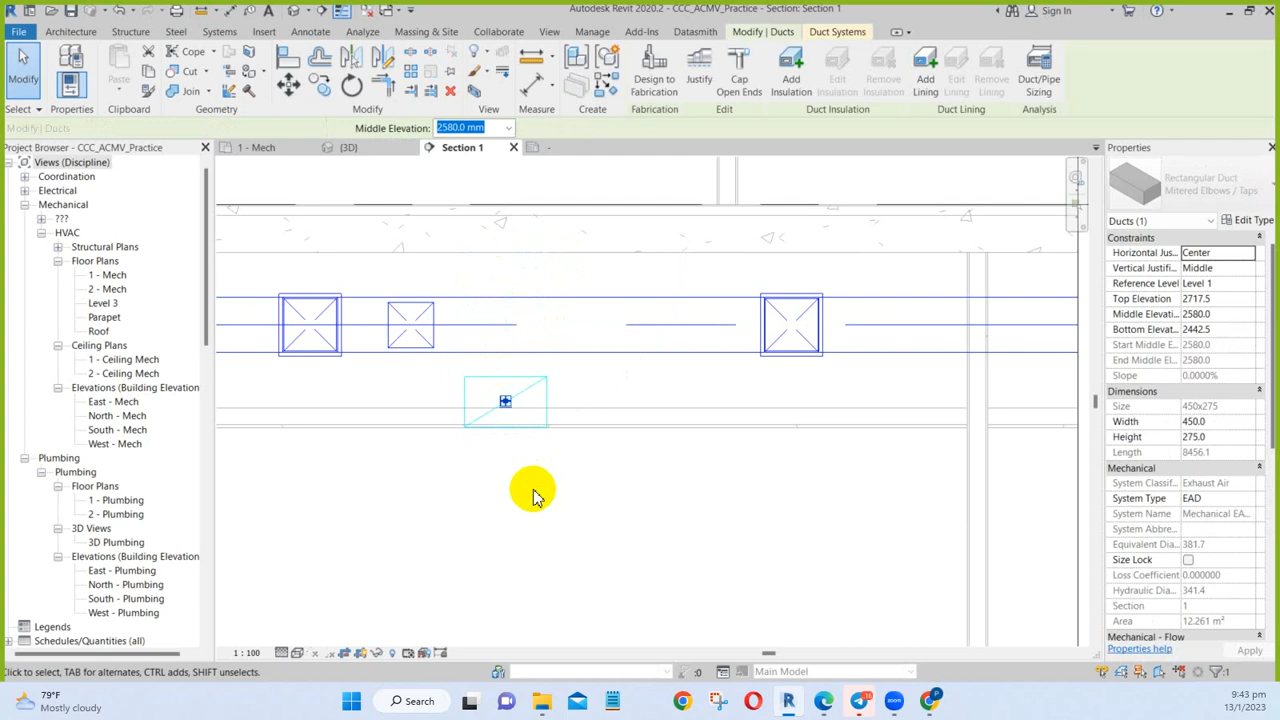 Autodesk Revit 2020.2 - CCC_ACMV_Practice - Section: Section 1
Sign In
File Architecture Structure Steel Systems Insert Annotate Analyze Massing & Site Collaborate View Manage Add-Ins Datasmith Modify | Ducts Duct Systems
Modify Paste Cope Cut Join Design to Fabrication Justify Cap Open Ends Add Insulation Edit Insulation Remove Insulation Add Lining Edit Lining Remove Lining Duct/Pipe Sizing
Select Properties Clipboard Geometry Modify View Measure Create Fabrication Edit Duct Insulation Duct Lining Analysis
Modify | Ducts Middle Elevation: 2580.0 mm
Project Browser - CCC_ACMV_Practice
1 - Mech {3D} Section 1 -
Views (Discipline)
Coordination
Electrical
Mechanical
???
HVAC
Structural Plans
Floor Plans
1 - Mech
2 - Mech
Level 3
Parapet
Roof
Ceiling Plans
1 - Ceiling Mech
2 - Ceiling Mech
Elevations (Building Elevation
East - Mech
North - Mech
South - Mech
West - Mech
Plumbing
Plumbing
Floor Plans
1 - Plumbing
2 - Plumbing
3D Views
3D Plumbing
Elevations (Building Elevation
East - Plumbing
North - Plumbing
South - Plumbing
West - Plumbing
Legends
Schedules/Quantities (all)
Properties
Rectangular Duct
Mitered Elbows / Taps
Ducts (1) Edit Type
Constraints
Horizontal Jus... Center
Vertical Justifi... Middle
Reference Level Level 1
Top Elevation 2717.5
Middle Elevati... 2580.0
Bottom Elevat... 2442.5
Start Middle E... 2580.0
End Middle El... 2580.0
Slope 0.0000%
Dimensions
Size 450x275
Width 450.0
Height 275.0
Length 8456.1
Mechanical
System Classif... Exhaust Air
System Type EAD
System Name Mechanical EA...
System Abbre...
Equivalent Dia... 381.7
Size Lock
Loss Coefficient 0.000000
Hydraulic Dia... 341.4
Section 1
Area 12.261 m²
Mechanical - Flow
Properties help Apply
1 : 100
Click to select, TAB for alternates, CTRL adds, SHIFT unselects. :0 Main Model
79°F
Mostly cloudy
Search
9:43 pm
13/1/2023